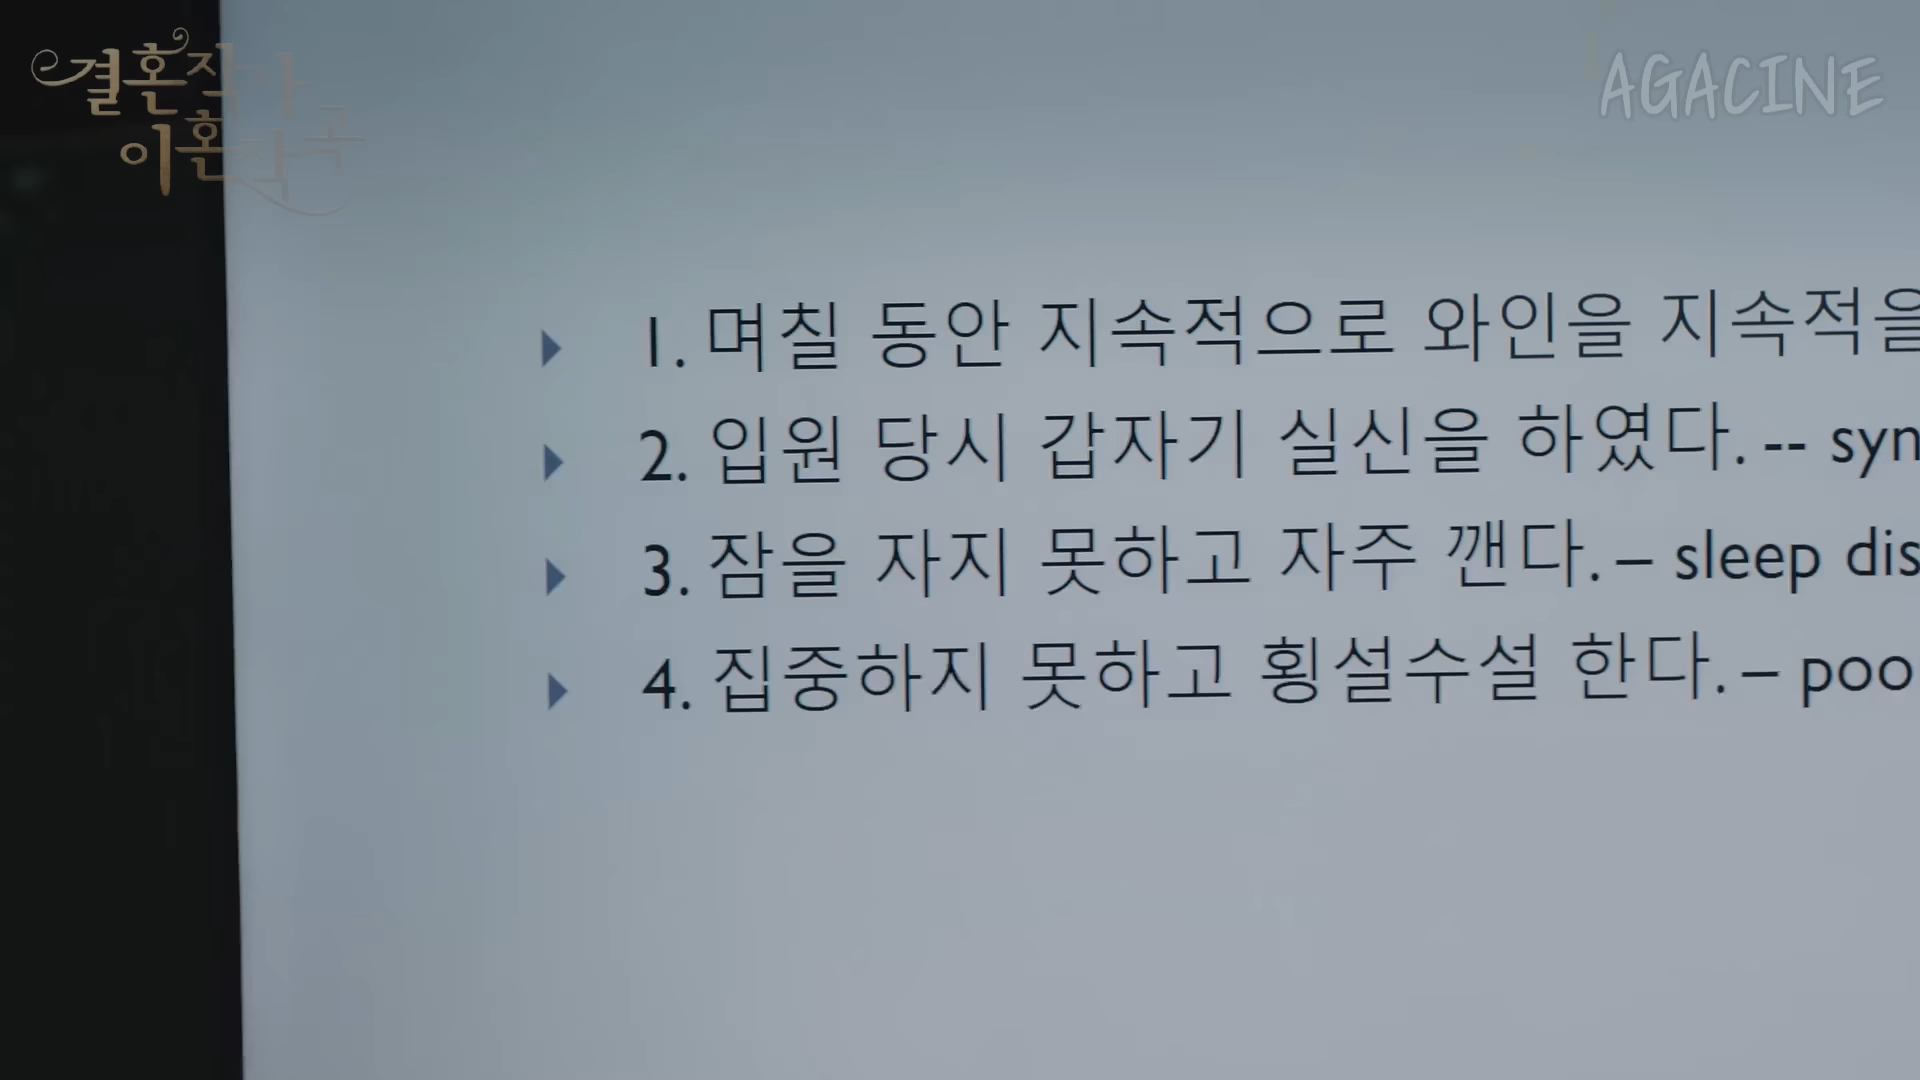 결혼작사
이혼작곡
AGACINE
1. 며칠 동안 지속적으로 와인을 지속적을
2. 입원 당시 갑자기 실신을 하였다. -- syn
3. 잠을 자지 못하고 자주 깬다. – sleep dis
4. 집중하지 못하고 횡설수설 한다. – poo